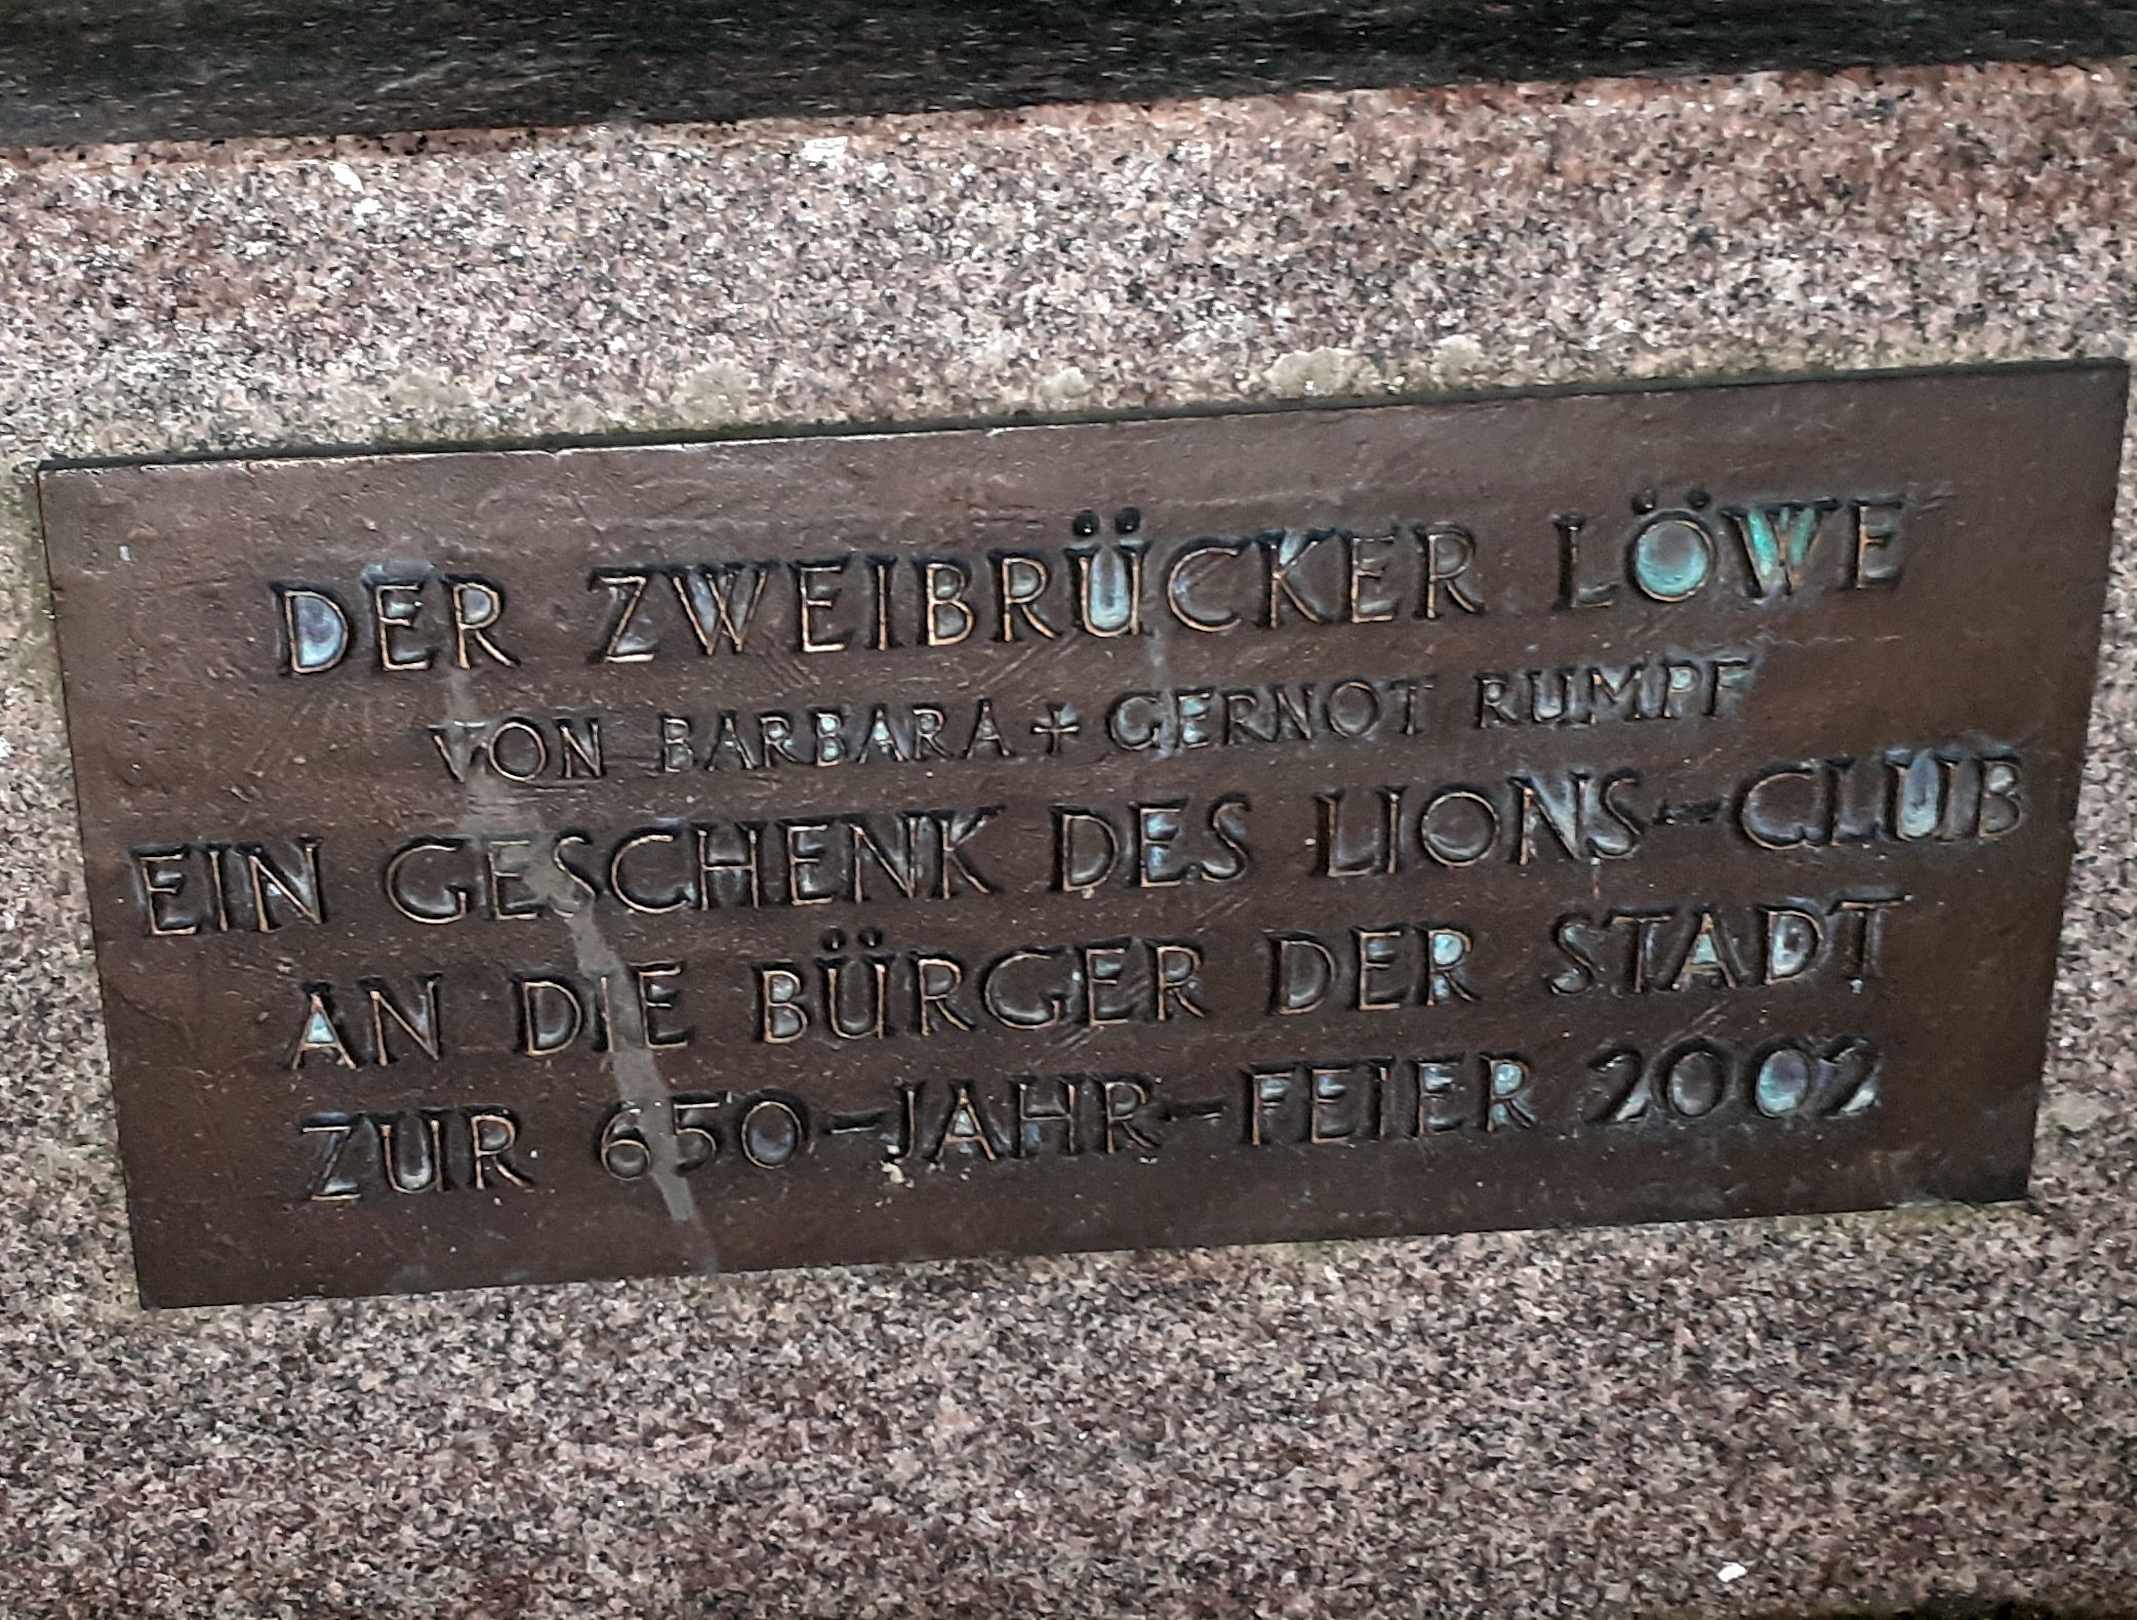 DER ZWEIBRÜCKER LÖWE
VON BARBARA + GERNOT RUMPF
EIN GESCHENK DES LIONS-CLUB
AN DIE BÜRGER DER STADT
ZUR 650-JAHR-FEIER 2002